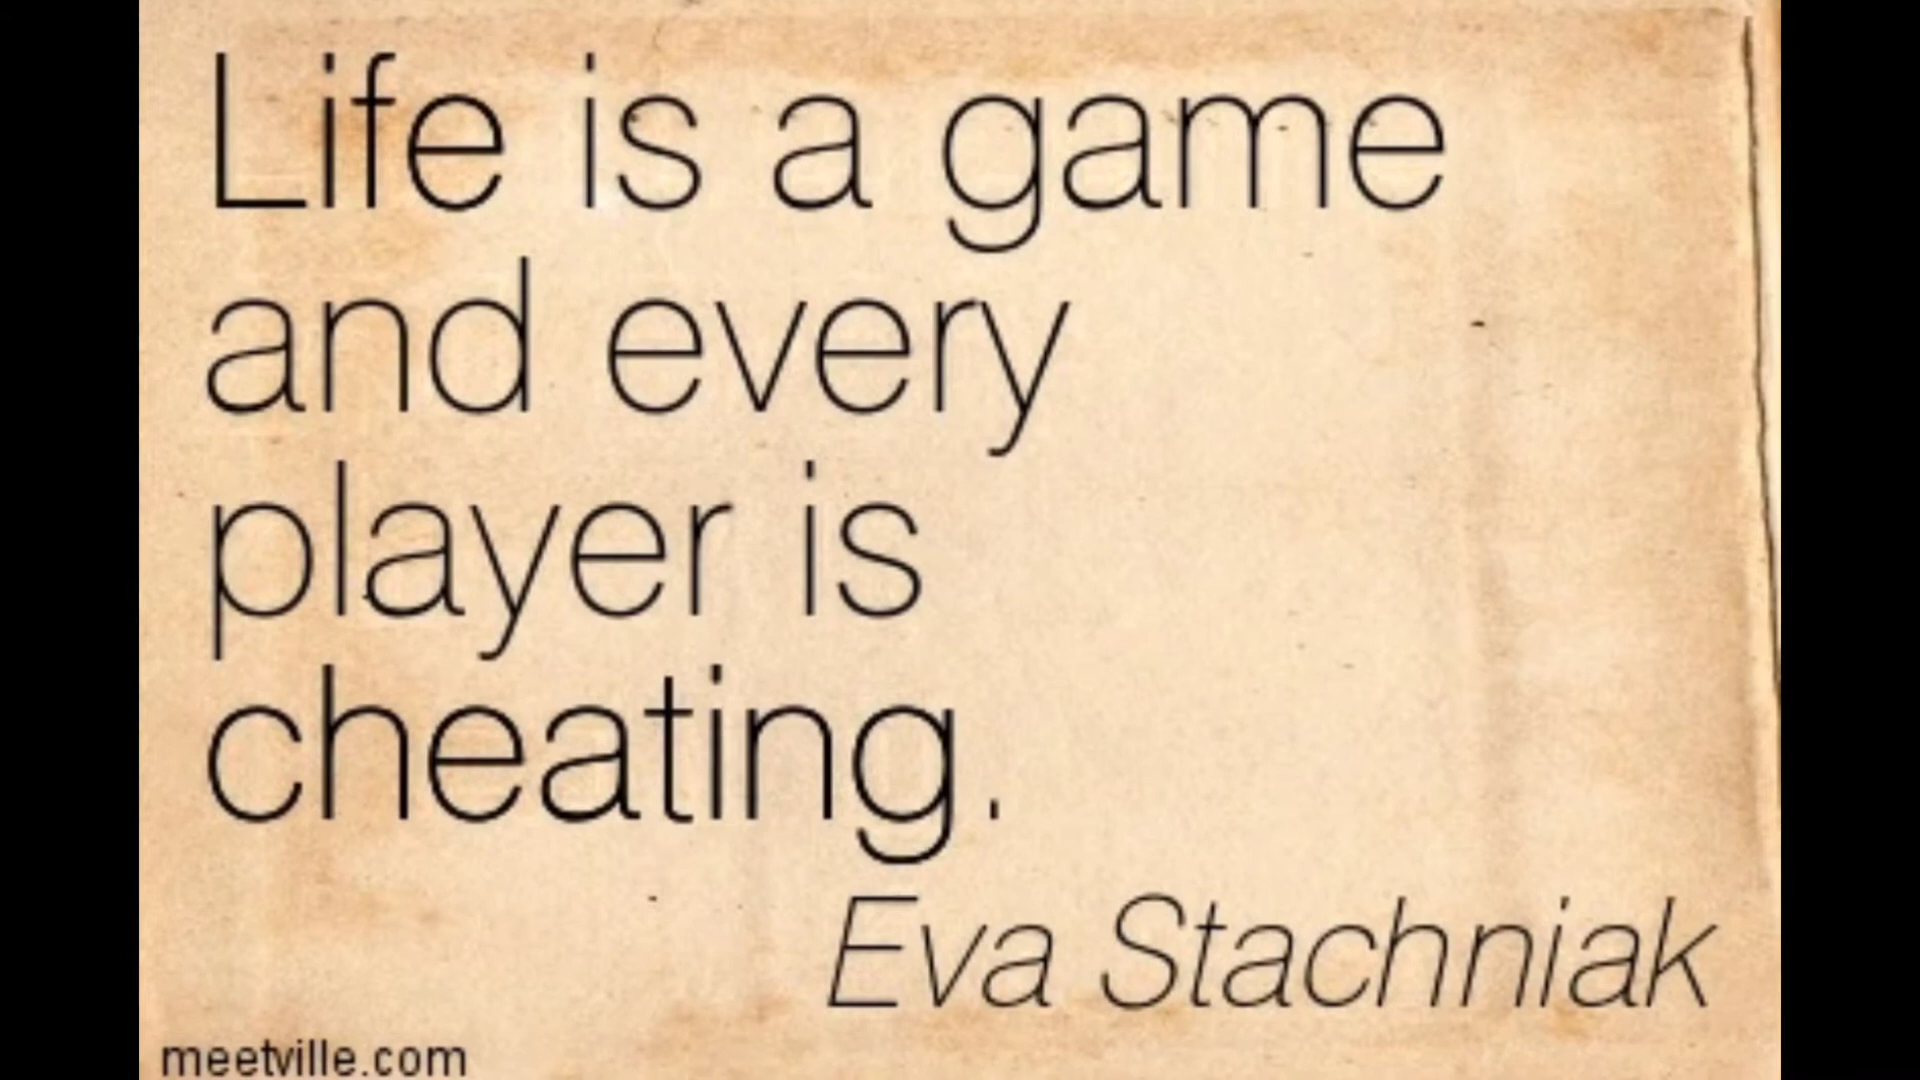 Life is a game
and every
player is
cheating.
Eva Stachniak
meetville.com